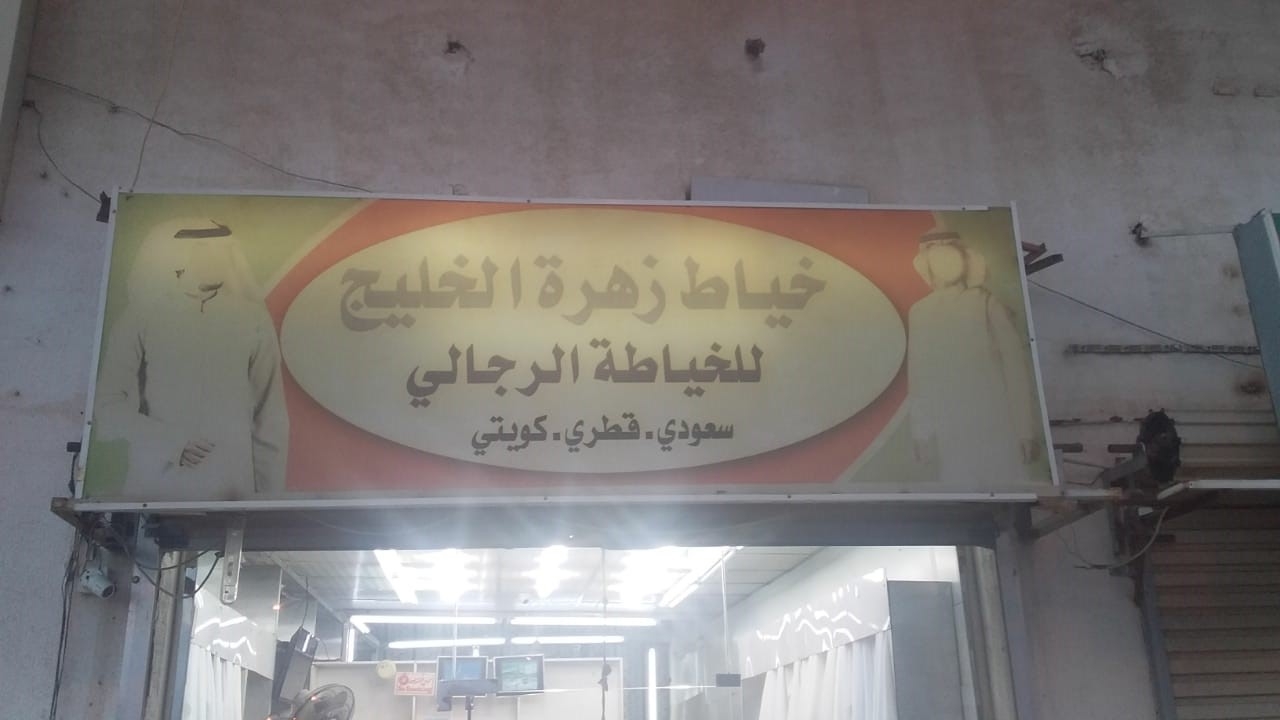 خياط زهرة الخليج
للخياطة الرجالي
سعودي. قطري. كويتي